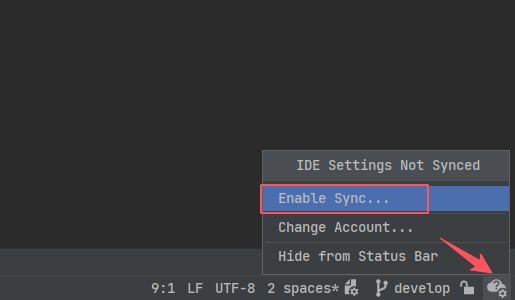 IDE Settings Not Synced
Enable Sync...
Change Account...
Hide from Status Bar
9:1 LF UTF-8 2 spaces* develop